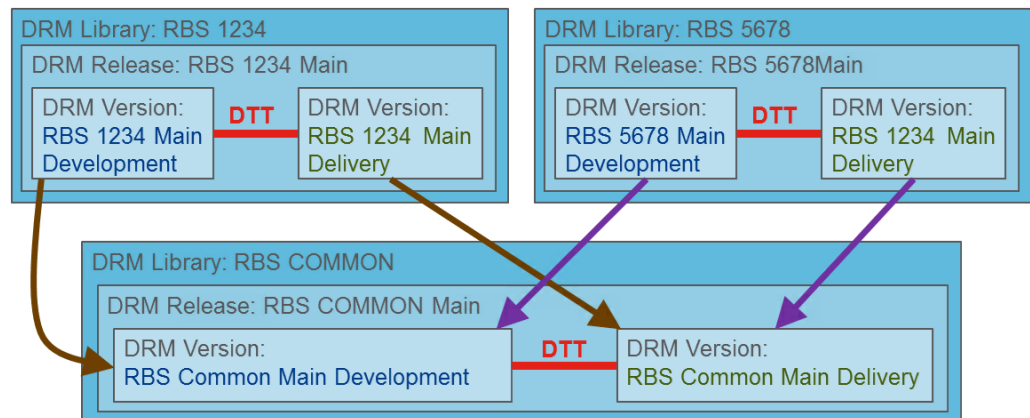 DRM Library: RBS 1234
DRM Release: RBS 1234 Main
DRM Version:
RBS 1234 Main
Development
DTT
DRM Version:
RBS 1234 Main
Delivery
DRM Library: RBS 5678
DRM Release: RBS 5678Main
DRM Version:
RBS 5678 Main
Development
DTT
DRM Version:
RBS 1234 Main
Delivery
DRM Library: RBS COMMON
DRM Release: RBS COMMON Main
DRM Version:
RBS Common Main Development
DTT
DRM Version:
RBS Common Main Delivery